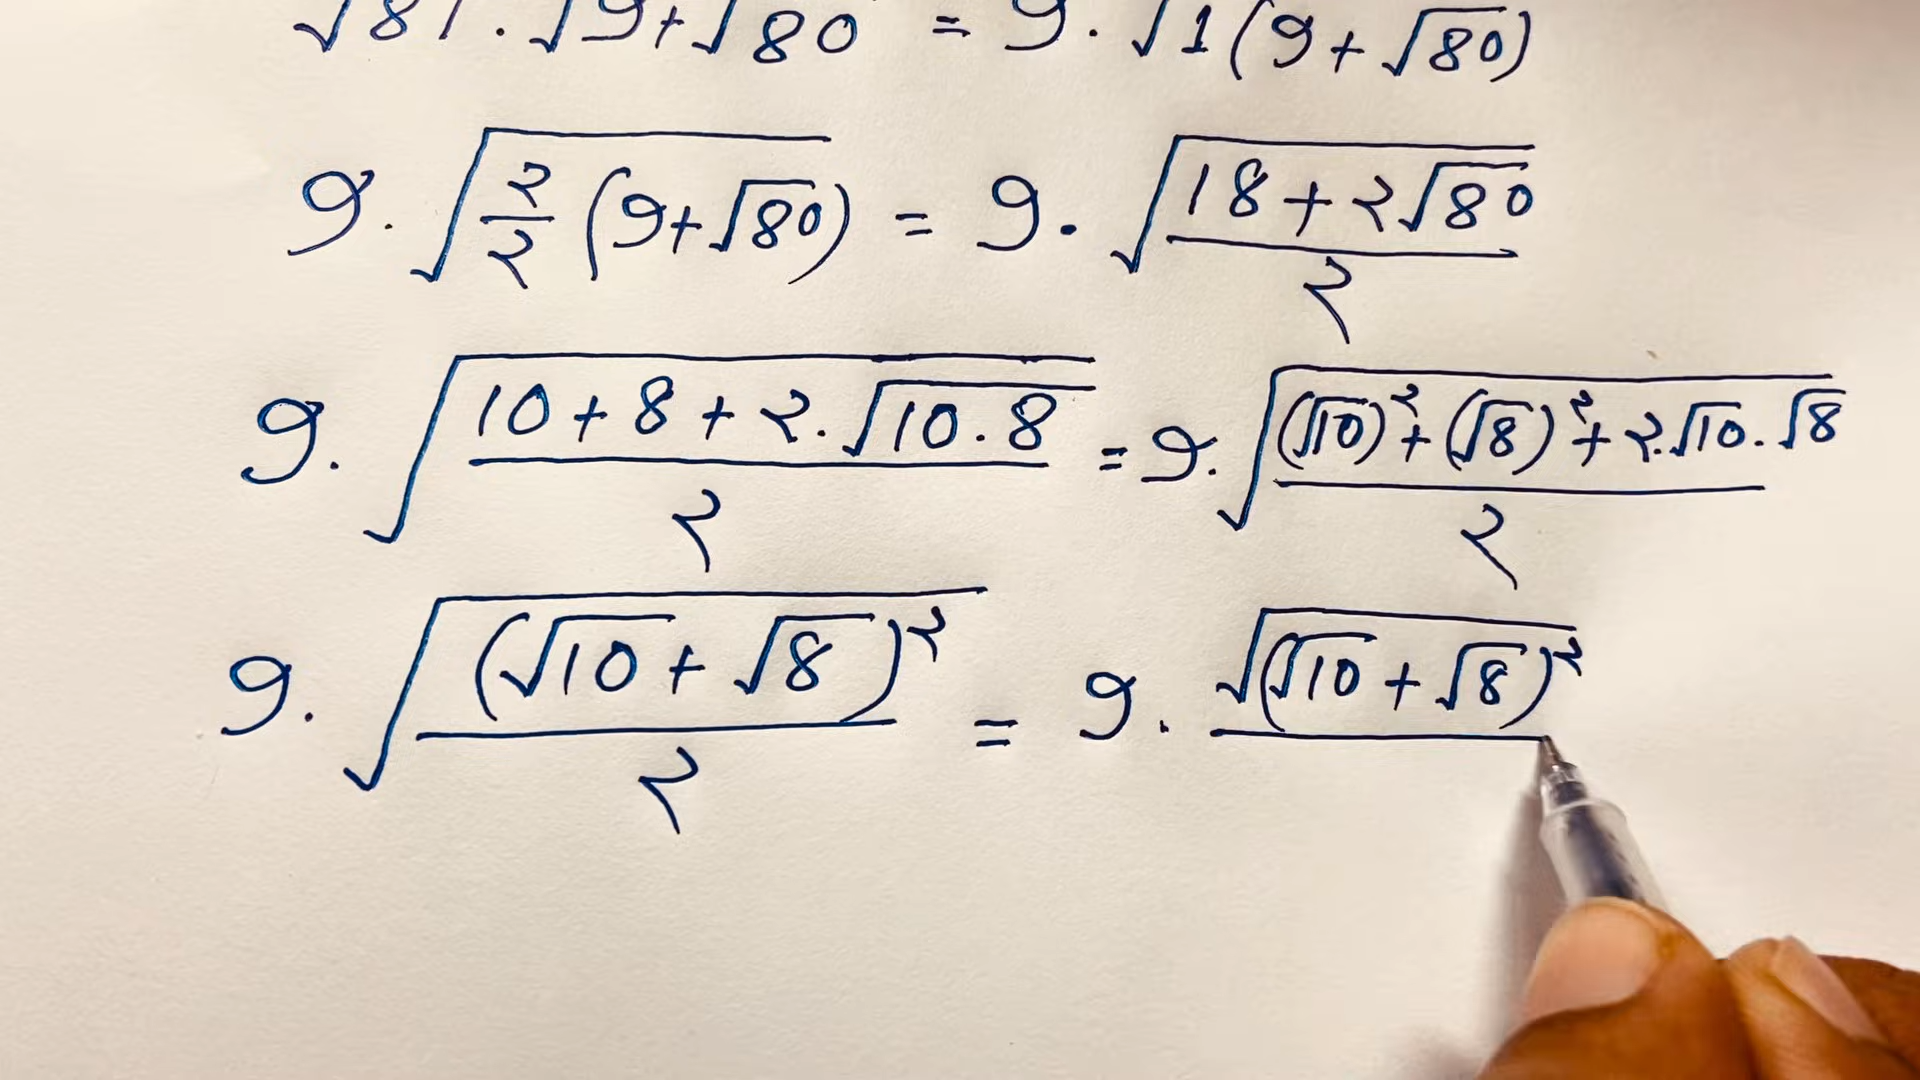 √81 . √9+√80 = 9. √1(9+√80)
9. √(2/2 (9+√80)) = 9. √((18+2√80)/2)
9. √((10+8+2.√(10.8))/2) = 9. √(((√10)²+(√8)²+2.√10.√8)/2)
9. √((√10+√8)²/2) = 9. √((√10+√8)²)